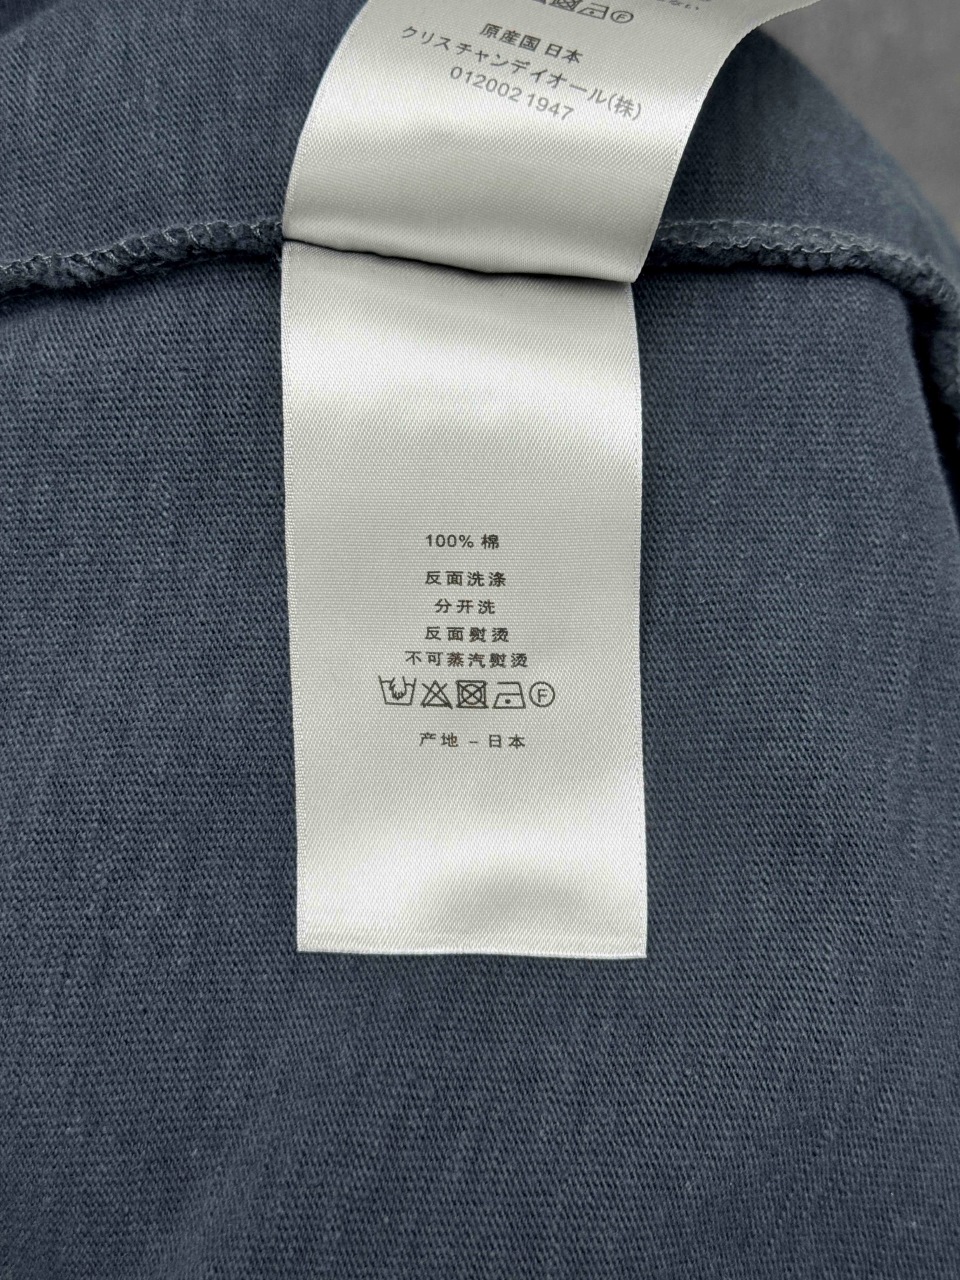 原産国 日本
クリスチャンディオール(株)
0120021947
100% 棉
反面洗涤
分开洗
反面熨烫
不可蒸汽熨烫
F
产地 – 日本